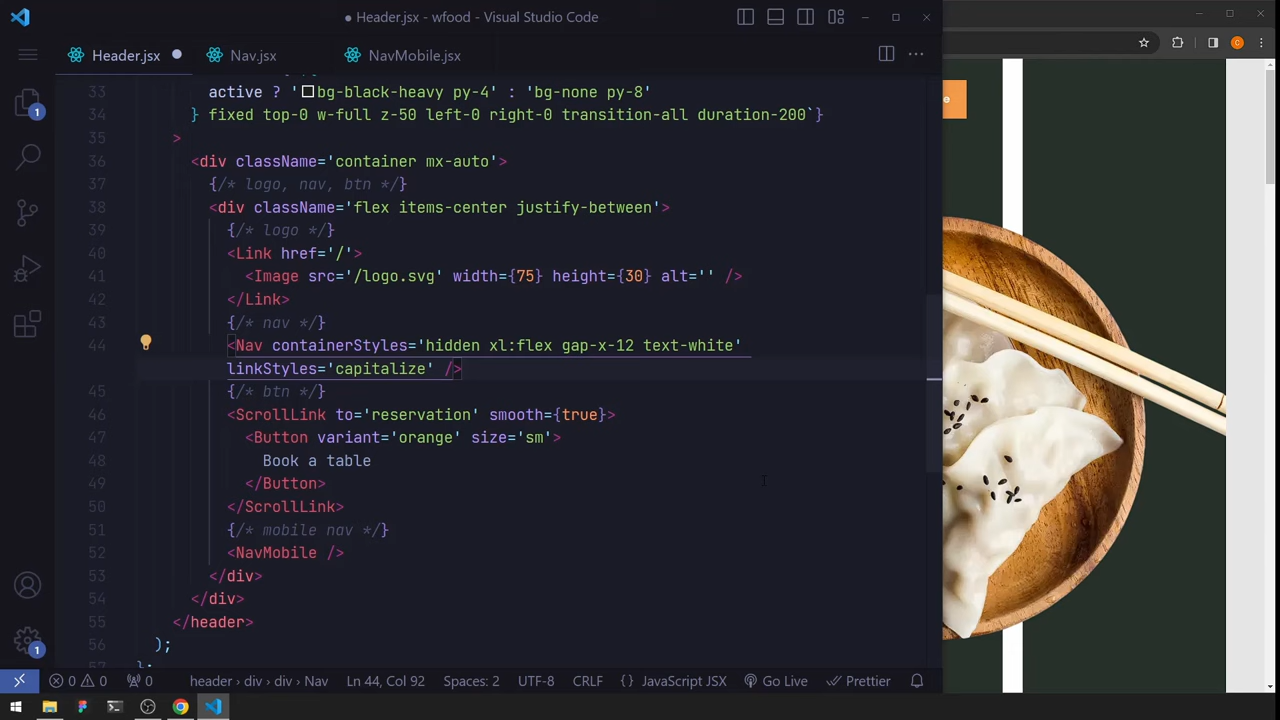 ● Header.jsx - wfood - Visual Studio Code
Header.jsx
Nav.jsx
NavMobile.jsx
33 active ? 'bg-black-heavy py-4' : 'bg-none py-8'
34 } fixed top-0 w-full z-50 left-0 right-0 transition-all duration-200`}
35 >
36 <div className='container mx-auto'>
37 {/* logo, nav, btn */}
38 <div className='flex items-center justify-between'>
39 {/* logo */}
40 <Link href='/'>
41 <Image src='/logo.svg' width={75} height={30} alt='' />
42 </Link>
43 {/* nav */}
44 <Nav containerStyles='hidden xl:flex gap-x-12 text-white'
linkStyles='capitalize' />
45 {/* btn */}
46 <ScrollLink to='reservation' smooth={true}>
47 <Button variant='orange' size='sm'>
48 Book a table
49 </Button>
50 </ScrollLink>
51 {/* mobile nav */}
52 <NavMobile />
53 </div>
54 </div>
55 </header>
56 );
57 };
1
1
0 0 0 header > div > div > Nav Ln 44, Col 92 Spaces: 2 UTF-8 CRLF {} JavaScript JSX Go Live Prettier
e
C